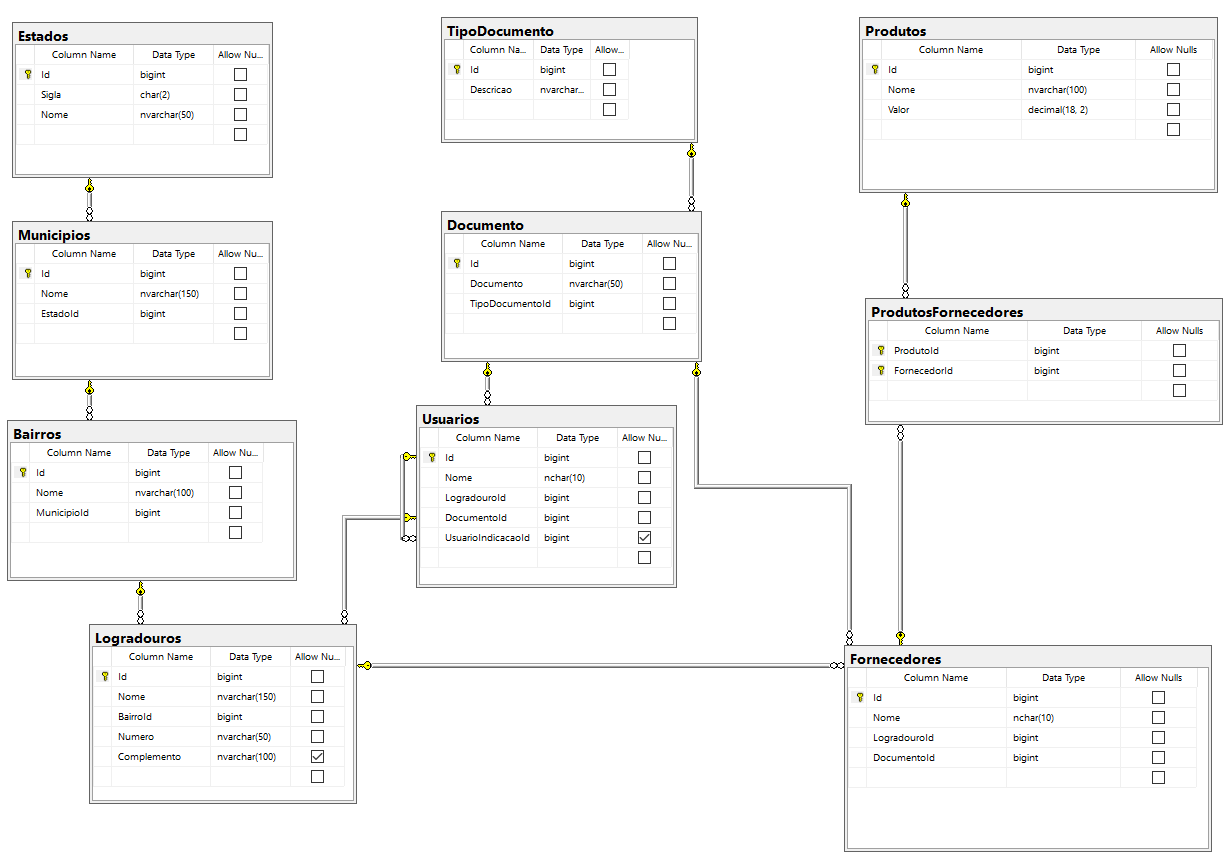 Estados
Column Name Data Type Allow Nu...
Id bigint
Sigla char(2)
Nome nvarchar(50)
Municipios
Column Name Data Type Allow Nu...
Id bigint
Nome nvarchar(150)
EstadoId bigint
Bairros
Column Name Data Type Allow Nu...
Id bigint
Nome nvarchar(100)
MunicipioId bigint
Logradouros
Column Name Data Type Allow Nu...
Id bigint
Nome nvarchar(150)
BairroId bigint
Numero nvarchar(50)
Complemento nvarchar(100)
TipoDocumento
Column Na... Data Type Allow...
Id bigint
Descricao nvarchar...
Documento
Column Name Data Type Allow Nu...
Id bigint
Documento nvarchar(50)
TipoDocumentoId bigint
Usuarios
Column Name Data Type Allow Nu...
Id bigint
Nome nchar(10)
LogradouroId bigint
DocumentoId bigint
UsuarioIndicacaoId bigint
Produtos
Column Name Data Type Allow Nulls
Id bigint
Nome nvarchar(100)
Valor decimal(18, 2)
ProdutosFornecedores
Column Name Data Type Allow Nulls
ProdutoId bigint
FornecedorId bigint
Fornecedores
Column Name Data Type Allow Nulls
Id bigint
Nome nchar(10)
LogradouroId bigint
DocumentoId bigint